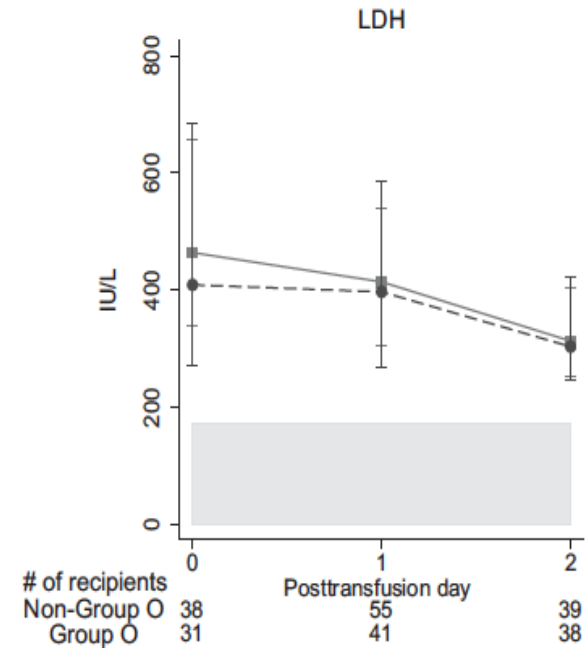 LDH
800
600
400
200
0
IU/L
0 1 2
Posttransfusion day
# of recipients
Non-Group O 38 55 39
Group O 31 41 38